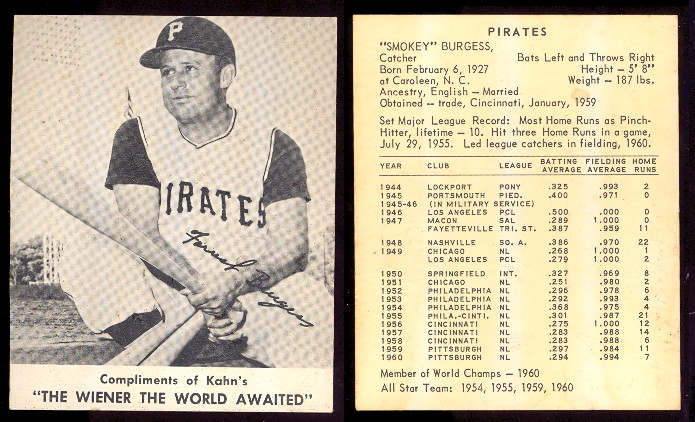 P
PIRATES
Forrest Burgess
Compliments of Kahn's
"THE WIENER THE WORLD AWAITED"
PIRATES
"SMOKEY" BURGESS,
Catcher Bats Left and Throws Right
Born February 6, 1927 Height — 5' 8"
at Caroleen, N. C. Weight — 187 lbs.
Ancestry, English — Married
Obtained — trade, Cincinnati, January, 1959
Set Major League Record: Most Home Runs as Pinch-
Hitter, lifetime — 10. Hit three Home Runs in a game,
July 29, 1955. Led league catchers in fielding, 1960.
YEAR CLUB LEAGUE BATTING AVERAGE FIELDING AVERAGE HOME RUNS
1944 LOCKPORT PONY .325 .993 2
1945 PORTSMOUTH PIED. .400 .971 0
1945-46 (IN MILITARY SERVICE)
1946 LOS ANGELES PCL .500 .000 0
1947 MACON SAL .289 1.000 0
FAYETTEVILLE TRI. ST. .387 .959 11
1948 NASHVILLE SO. A. .386 .970 22
1949 CHICAGO NL .268 1.000 1
LOS ANGELES PCL .279 1.000 2
1950 SPRINGFIELD INT. .327 .969 8
1951 CHICAGO NL .251 .980 2
1952 PHILADELPHIA NL .296 .978 6
1953 PHILADELPHIA NL .292 .993 4
1954 PHILADELPHIA NL .368 .975 4
1955 PHILA.-CINTI. NL .301 .987 21
1956 CINCINNATI NL .275 1.000 12
1957 CINCINNATI NL .283 .988 14
1958 CINCINNATI NL .283 .988 6
1959 PITTSBURGH NL .297 .984 11
1960 PITTSBURGH NL .294 .994 7
Member of World Champs — 1960
All Star Team: 1954, 1955, 1959, 1960